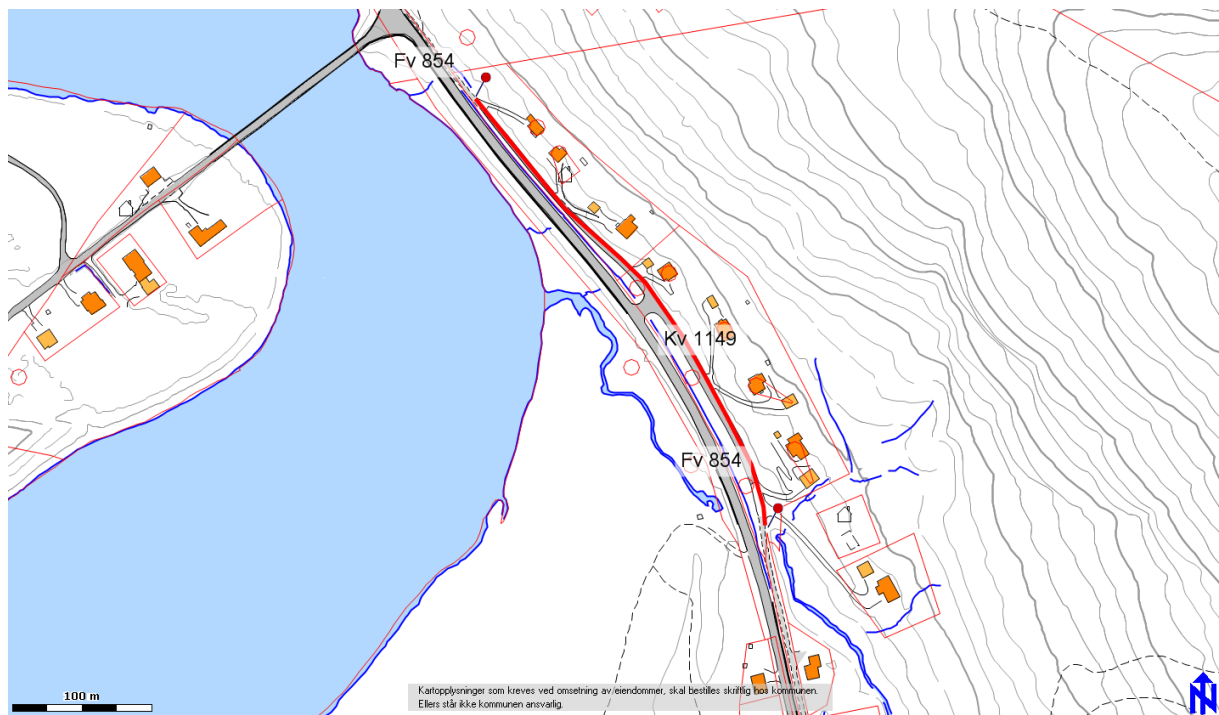 Fv 854
Kv 1149
Fv 854
100 m
Kartopplysninger som kreves ved omsetning av eiendommer, skal bestilles skriftlig hos kommunen.
Ellers står ikke kommunen ansvarlig.
N